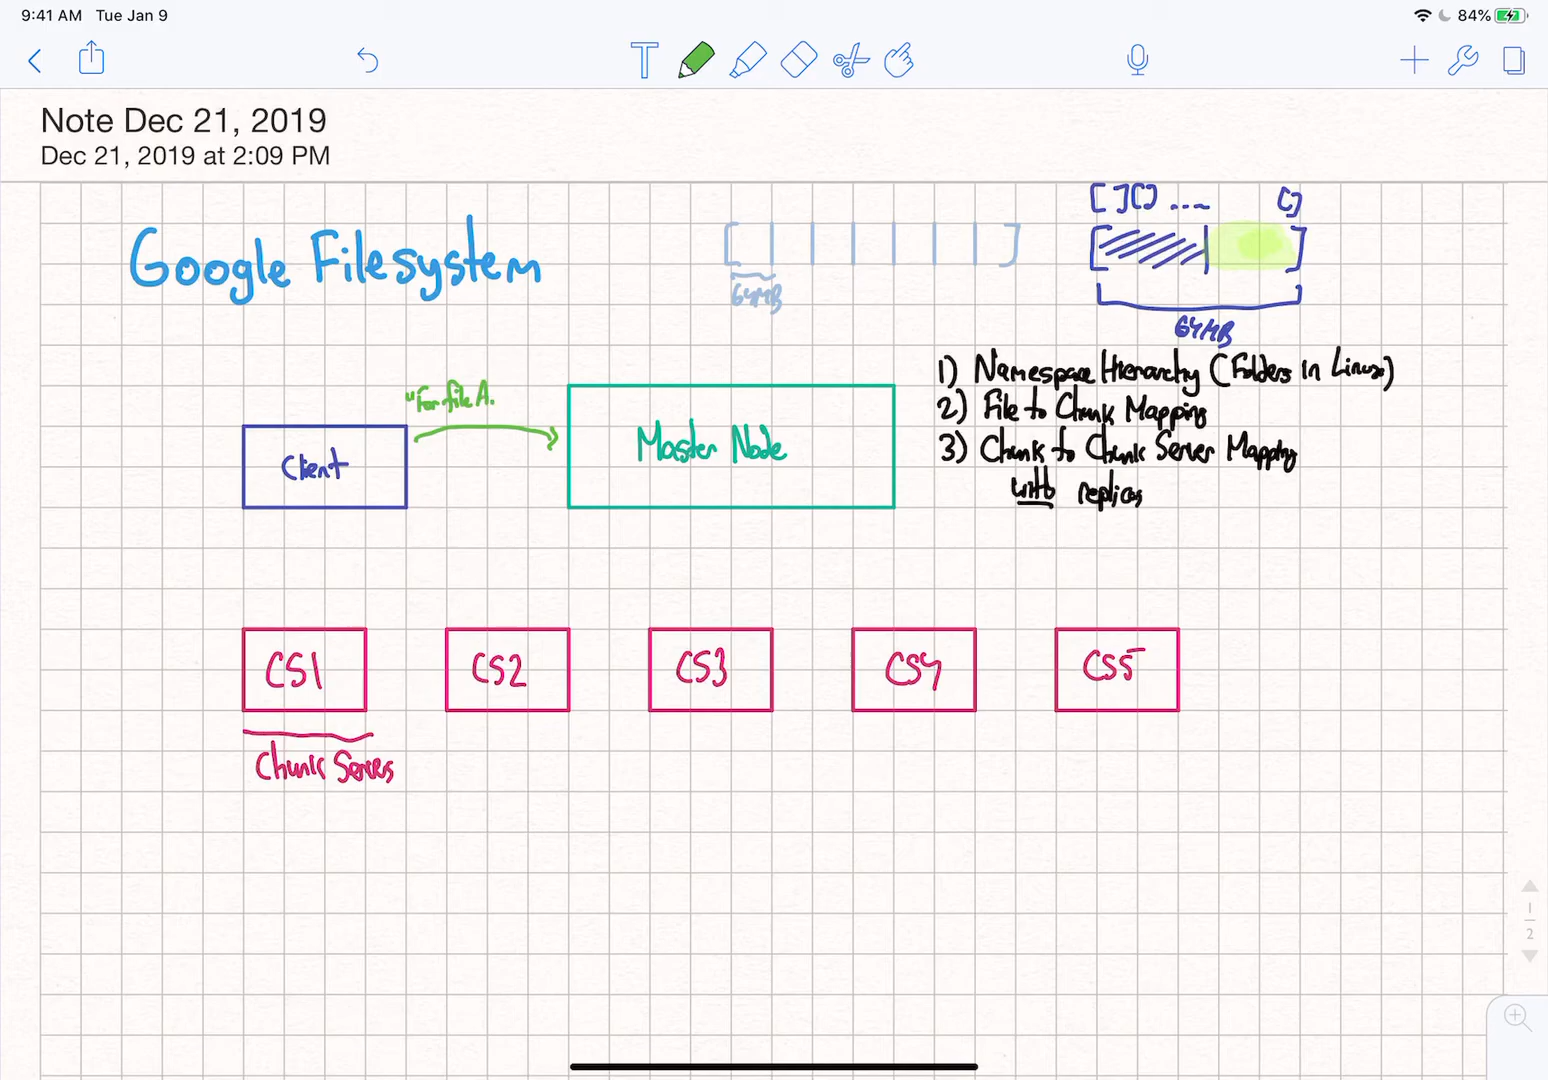 9:41 AM Tue Jan 9
84%
T
Note Dec 21, 2019
Dec 21, 2019 at 2:09 PM
Google Filesystem
64MB
[ ][] ... []
64MB
1) Namespace Hierarchy (Folders in Linux)
2) File to Chunk Mapping
3) Chunk to Chunk Server Mapping
with replicas
"For file A.
Client
Master Node
CS1
CS2
CS3
CS4
CS5
Chunk Servers
1
2